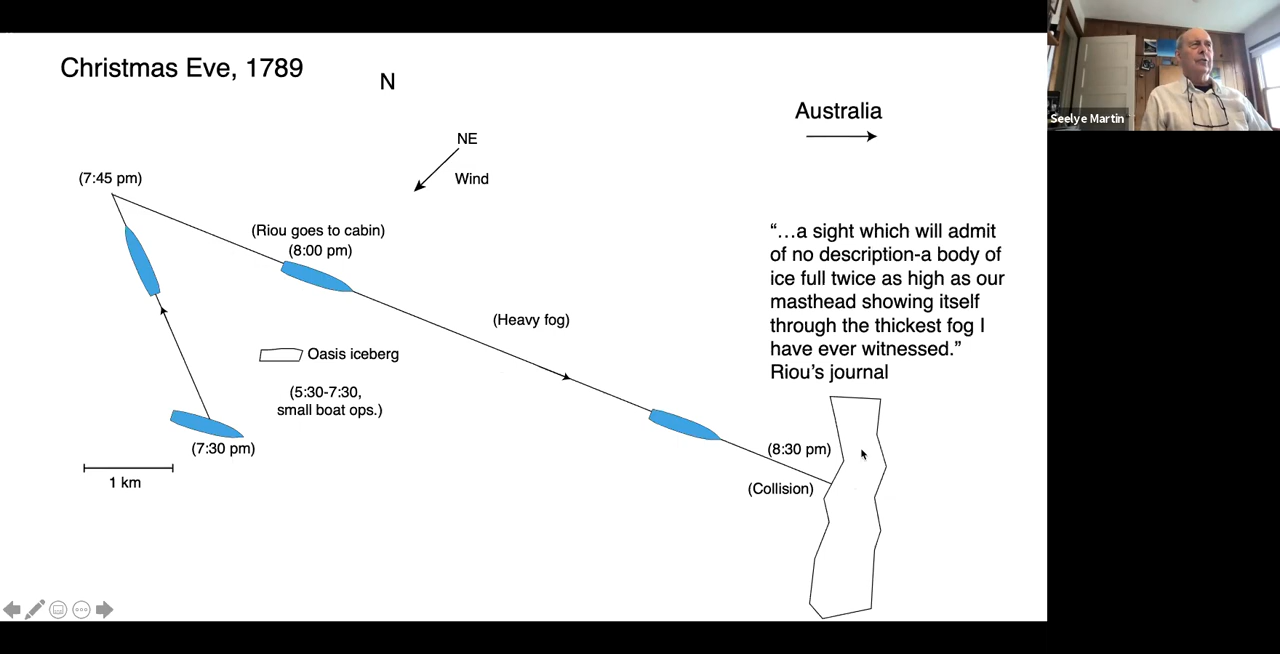 Christmas Eve, 1789
N
Australia
NE
Wind
(7:45 pm)
(Riou goes to cabin)
(8:00 pm)
(Heavy fog)
Oasis iceberg
(5:30-7:30,
small boat ops.)
(7:30 pm)
1 km
“…a sight which will admit
of no description-a body of
ice full twice as high as our
masthead showing itself
through the thickest fog I
have ever witnessed.”
Riou’s journal
(8:30 pm)
(Collision)
Seelye Martin